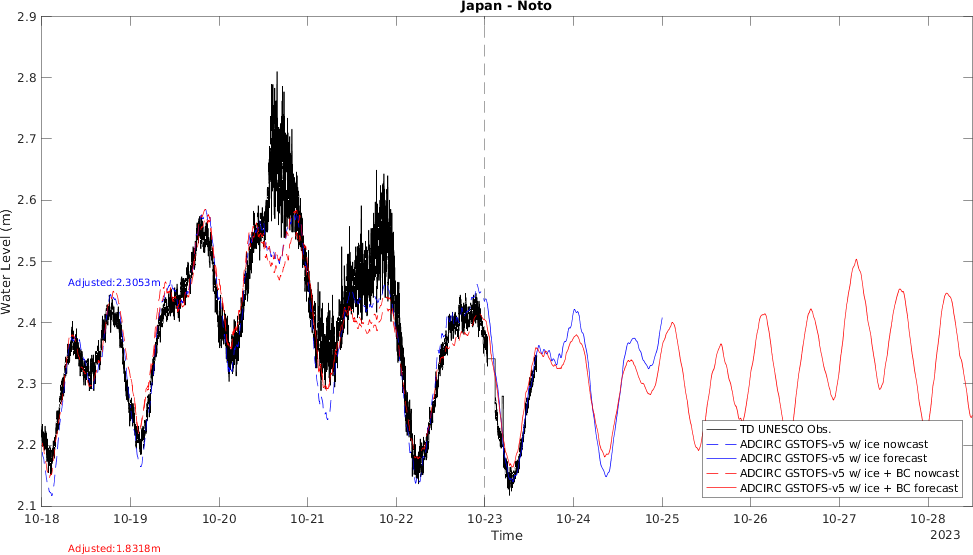 Japan - Noto
Water Level (m)
2.9
2.8
2.7
2.6
2.5
2.4
2.3
2.2
2.1
Adjusted:2.3053m
TD UNESCO Obs.
ADCIRC GSTOFS-v5 w/ ice nowcast
ADCIRC GSTOFS-v5 w/ ice forecast
ADCIRC GSTOFS-v5 w/ ice + BC nowcast
ADCIRC GSTOFS-v5 w/ ice + BC forecast
10-18 10-19 10-20 10-21 10-22 10-23 10-24 10-25 10-26 10-27 10-28
Time
2023
Adjusted:1.8318m